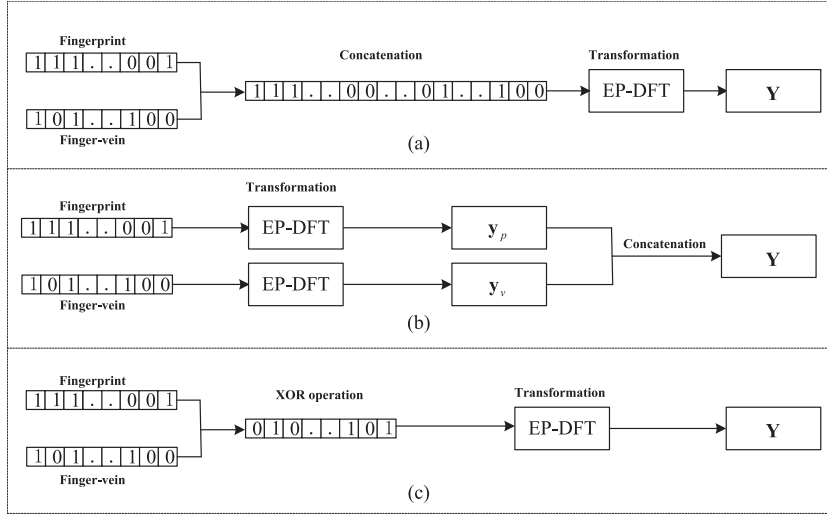 Fingerprint
1 1 1 . . 0 0 1
Concatenation
Transformation
1 1 1 . . 0 0 . . 0 1 . . 1 0 0
EP-DFT
Y
1 0 1 . . 1 0 0
Finger-vein
(a)
Transformation
Fingerprint
1 1 1 . . 0 0 1
EP-DFT
y_p
Concatenation
Y
1 0 1 . . 1 0 0
EP-DFT
y_v
Finger-vein
(b)
Fingerprint
1 1 1 . . 0 0 1
XOR operation
Transformation
0 1 0 . . 1 0 1
EP-DFT
Y
1 0 1 . . 1 0 0
Finger-vein
(c)